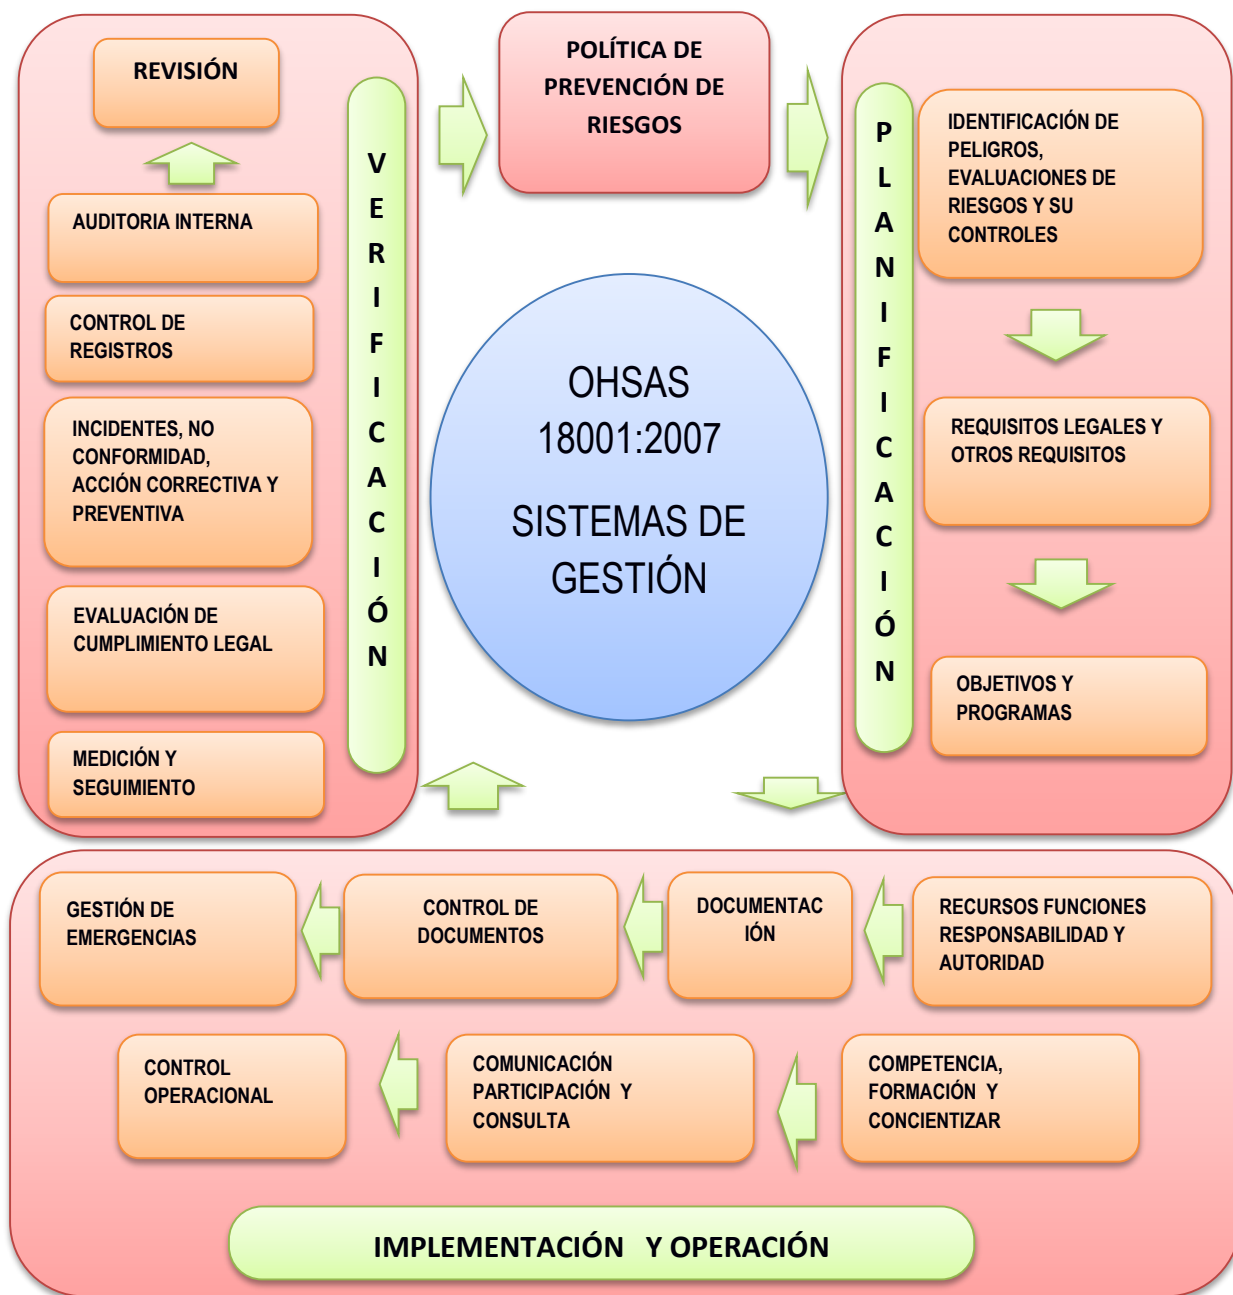 REVISIÓN
AUDITORIA INTERNA
CONTROL DE
REGISTROS
INCIDENTES, NO
CONFORMIDAD,
ACCIÓN CORRECTIVA Y
PREVENTIVA
EVALUACIÓN DE
CUMPLIMIENTO LEGAL
MEDICIÓN Y
SEGUIMIENTO
VERIFICACIÓN
POLÍTICA DE
PREVENCIÓN DE
RIESGOS
OHSAS
18001:2007
SISTEMAS DE
GESTIÓN
PLANIFICACIÓN
IDENTIFICACIÓN DE
PELIGROS,
EVALUACIONES DE
RIESGOS Y SU
CONTROLES
REQUISITOS LEGALES Y
OTROS REQUISITOS
OBJETIVOS Y
PROGRAMAS
GESTIÓN DE
EMERGENCIAS
CONTROL DE
DOCUMENTOS
DOCUMENTAC
IÓN
RECURSOS FUNCIONES
RESPONSABILIDAD Y
AUTORIDAD
CONTROL
OPERACIONAL
COMUNICACIÓN
PARTICIPACIÓN Y
CONSULTA
COMPETENCIA,
FORMACIÓN Y
CONCIENTIZAR
IMPLEMENTACIÓN Y OPERACIÓN